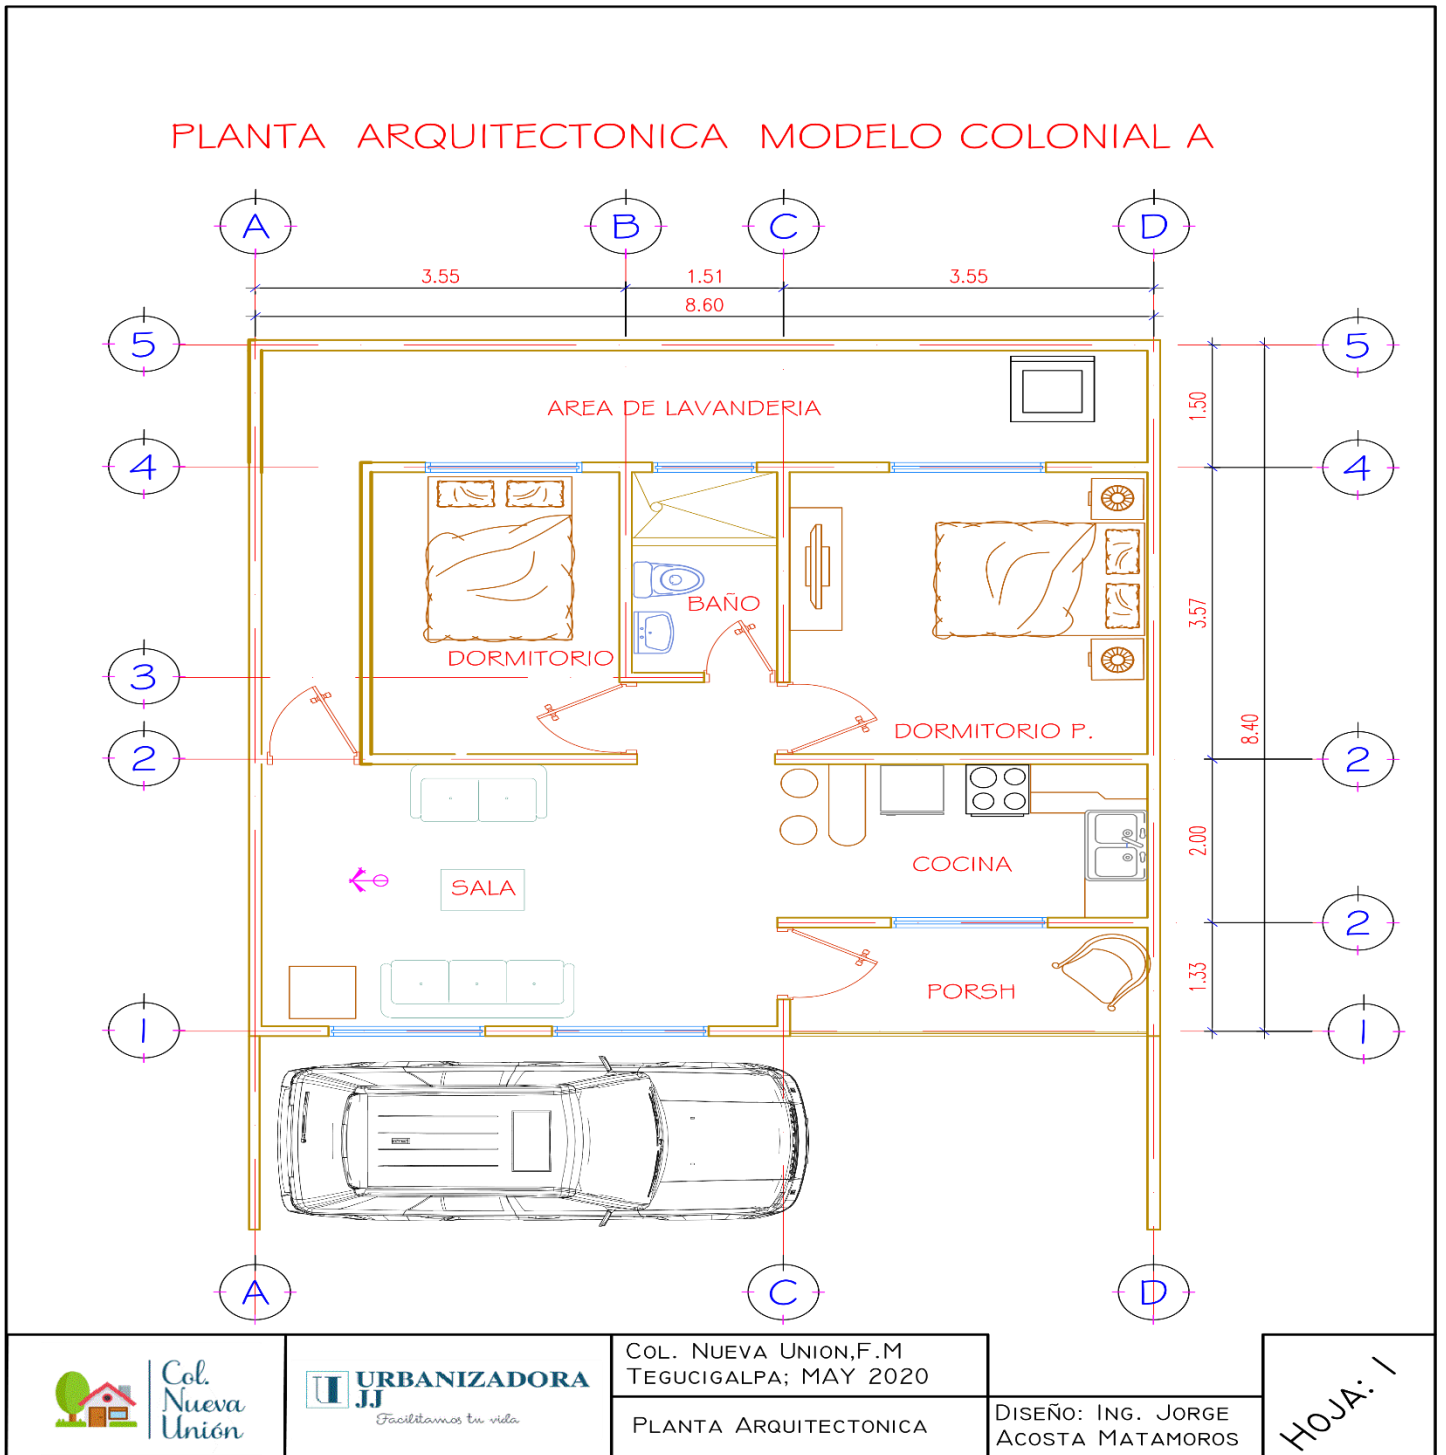 PLANTA ARQUITECTONICA MODELO COLONIAL A
A
B
C
D
3.55
1.51
3.55
8.60
5
5
1.50
AREA DE LAVANDERIA
4
4
3.57
BAÑO
DORMITORIO
3
DORMITORIO P.
8.40
2
2
2.00
COCINA
SALA
2
1.33
PORSH
1
1
A
C
D
Col.
Nueva
Unión
URBANIZADORA
JJ
Facilitamos tu vida
COL. NUEVA UNION,F.M
TEGUCIGALPA; MAY 2020
PLANTA ARQUITECTONICA
DISEÑO: ING. JORGE
ACOSTA MATAMOROS
HOJA: 1